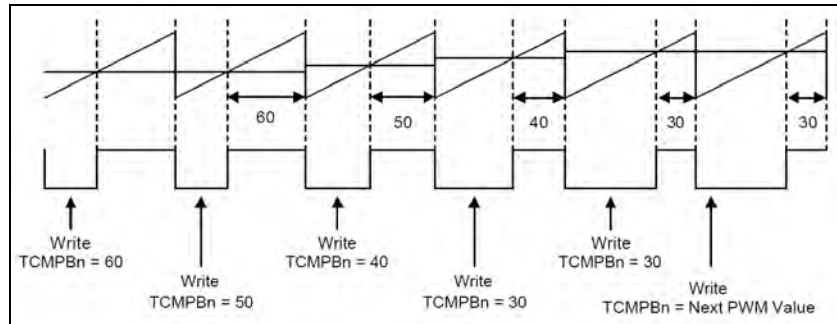 60
50
40
30
30
Write
TCMPBn = 60
Write
TCMPBn = 50
Write
TCMPBn = 40
Write
TCMPBn = 30
Write
TCMPBn = 30
Write
TCMPBn = Next PWM Value